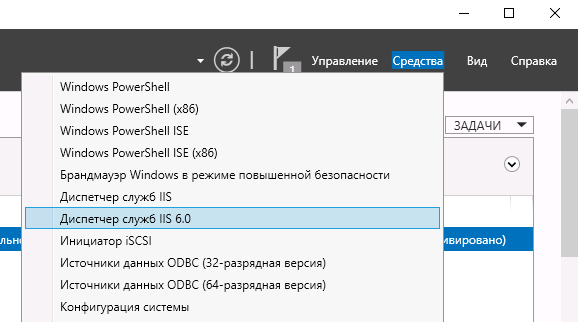 1
Управление Средства Вид Справка
Windows PowerShell
Windows PowerShell (x86)
Windows PowerShell ISE
Windows PowerShell ISE (x86)
Брандмауэр Windows в режиме повышенной безопасности
Диспетчер служб IIS
Диспетчер служб IIS 6.0
Инициатор iSCSI
Источники данных ODBC (32-разрядная версия)
Источники данных ODBC (64-разрядная версия)
Конфигурация системы
ЗАДАЧИ